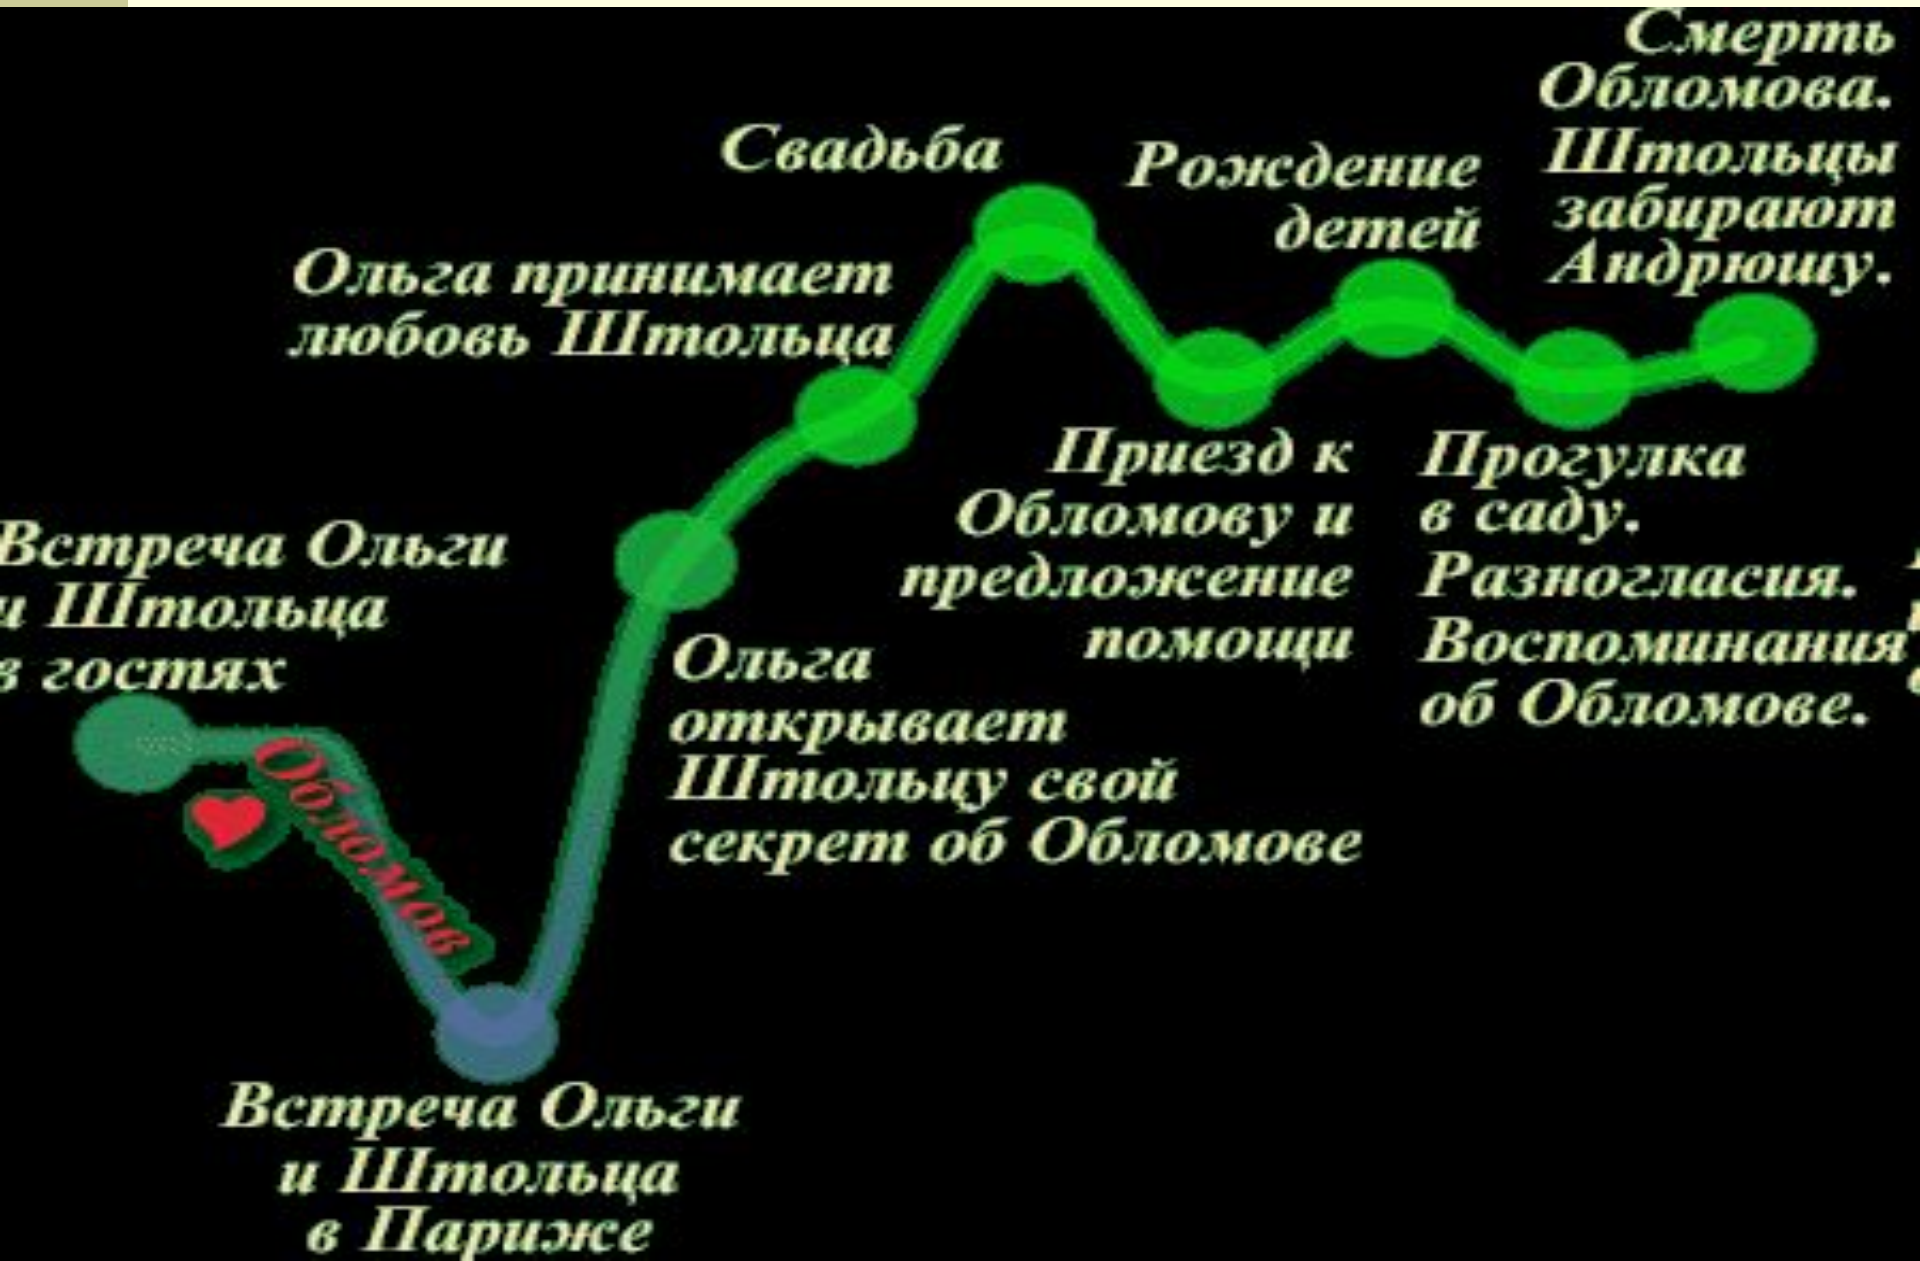 Встреча Ольги
и Штольца
в гостях
Обломов
Встреча Ольги
и Штольца
в Париже
Ольга
открывает
Штольцу свой
секрет об Обломове
Ольга принимает
любовь Штольца
Свадьба
Приезд к
Обломову и
предложение
помощи
Рождение
детей
Прогулка
в саду.
Разногласия.
Воспоминания
об Обломове.
Смерть
Обломова.
Штольцы
забирают
Андрюшу.